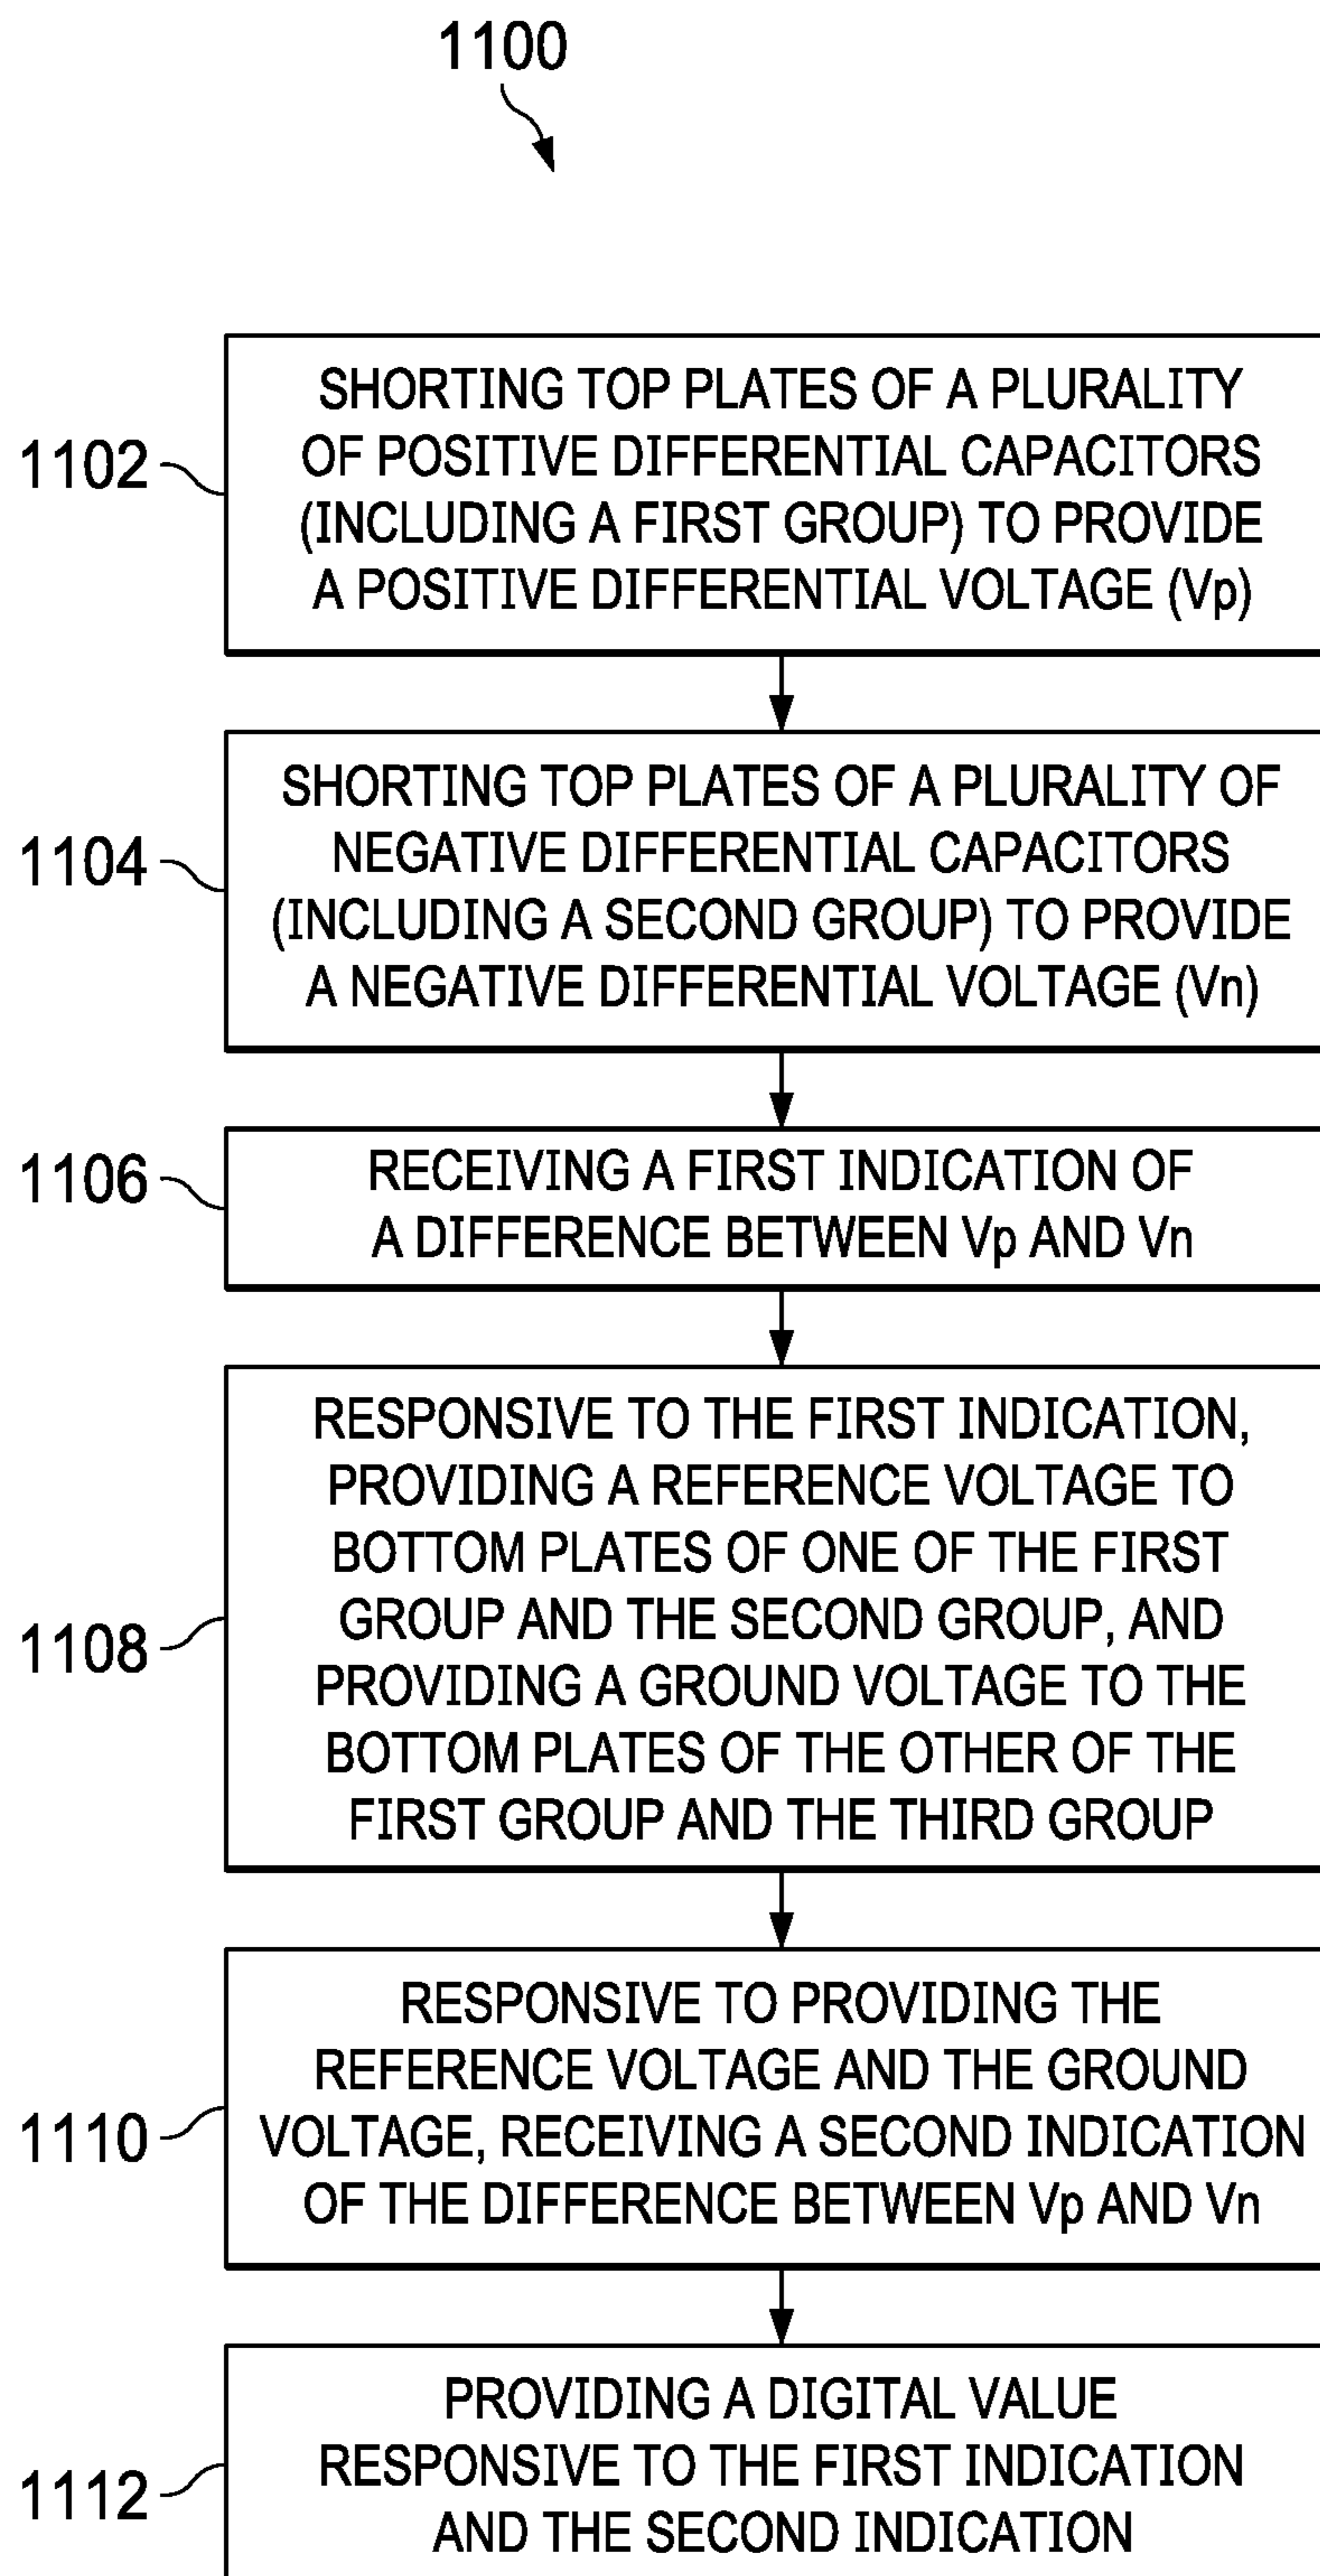 1100
1102
SHORTING TOP PLATES OF A PLURALITY
OF POSITIVE DIFFERENTIAL CAPACITORS
(INCLUDING A FIRST GROUP) TO PROVIDE
A POSITIVE DIFFERENTIAL VOLTAGE (Vp)
1104
SHORTING TOP PLATES OF A PLURALITY OF
NEGATIVE DIFFERENTIAL CAPACITORS
(INCLUDING A SECOND GROUP) TO PROVIDE
A NEGATIVE DIFFERENTIAL VOLTAGE (Vn)
1106
RECEIVING A FIRST INDICATION OF
A DIFFERENCE BETWEEN Vp AND Vn
1108
RESPONSIVE TO THE FIRST INDICATION,
PROVIDING A REFERENCE VOLTAGE TO
BOTTOM PLATES OF ONE OF THE FIRST
GROUP AND THE SECOND GROUP, AND
PROVIDING A GROUND VOLTAGE TO THE
BOTTOM PLATES OF THE OTHER OF THE
FIRST GROUP AND THE THIRD GROUP
1110
RESPONSIVE TO PROVIDING THE
REFERENCE VOLTAGE AND THE GROUND
VOLTAGE, RECEIVING A SECOND INDICATION
OF THE DIFFERENCE BETWEEN Vp AND Vn
1112
PROVIDING A DIGITAL VALUE
RESPONSIVE TO THE FIRST INDICATION
AND THE SECOND INDICATION